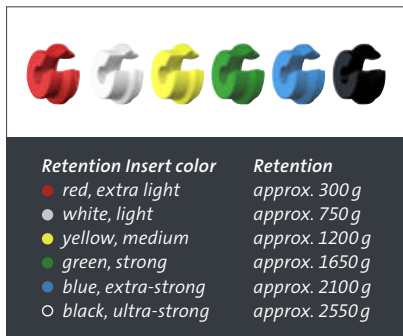 Retention Insert color Retention
red, extra light approx. 300 g
white, light approx. 750 g
yellow, medium approx. 1200 g
green, strong approx. 1650 g
blue, extra-strong approx. 2100 g
black, ultra-strong approx. 2550 g